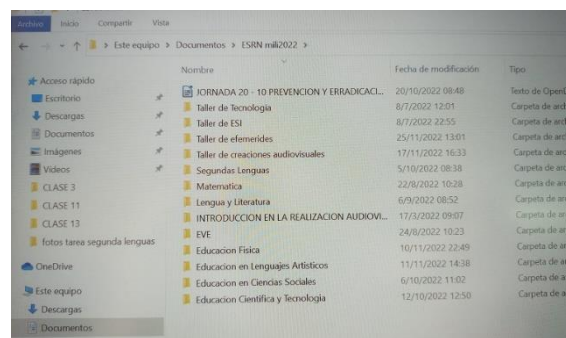 Archivo Inicio Compartir Vista
Este equipo > Documentos > ESRN mili2022 >
Nombre Fecha de modificación Tipo
Acceso rápido
Escritorio
Descargas
Documentos
Imágenes
Videos
CLASE 3
CLASE 11
CLASE 13
fotos tarea segunda lenguas
OneDrive
Este equipo
Descargas
Documentos
JORNADA 20 - 10 PREVENCION Y ERRADICACI... 20/10/2022 08:48 Texto de OpenD
Taller de Tecnologia 8/7/2022 12:01 Carpeta de arc
Taller de ESI 8/7/2022 22:55 Carpeta de arc
Taller de efemerides 25/11/2022 13:01 Carpeta de arc
Taller de creaciones audiovisuales 17/11/2022 16:33 Carpeta de arc
Segundas Lenguas 5/10/2022 08:38 Carpeta de arc
Matematica 22/8/2022 10:28 Carpeta de arc
Lengua y Literatura 6/9/2022 08:52 Carpeta de ar
INTRODUCCION EN LA REALIZACION AUDIOVI... 17/3/2022 09:07 Carpeta de ar
EVE 24/8/2022 10:23 Carpeta de ar
Educacion Fisica 10/11/2022 22:49 Carpeta de ar
Educacion en Lenguajes Artisticos 11/11/2022 14:38 Carpeta de ar
Educacion en Ciencias Sociales 6/10/2022 11:02 Carpeta de a
Educacion Cientifica y Tecnologia 12/10/2022 12:50 Carpeta de a